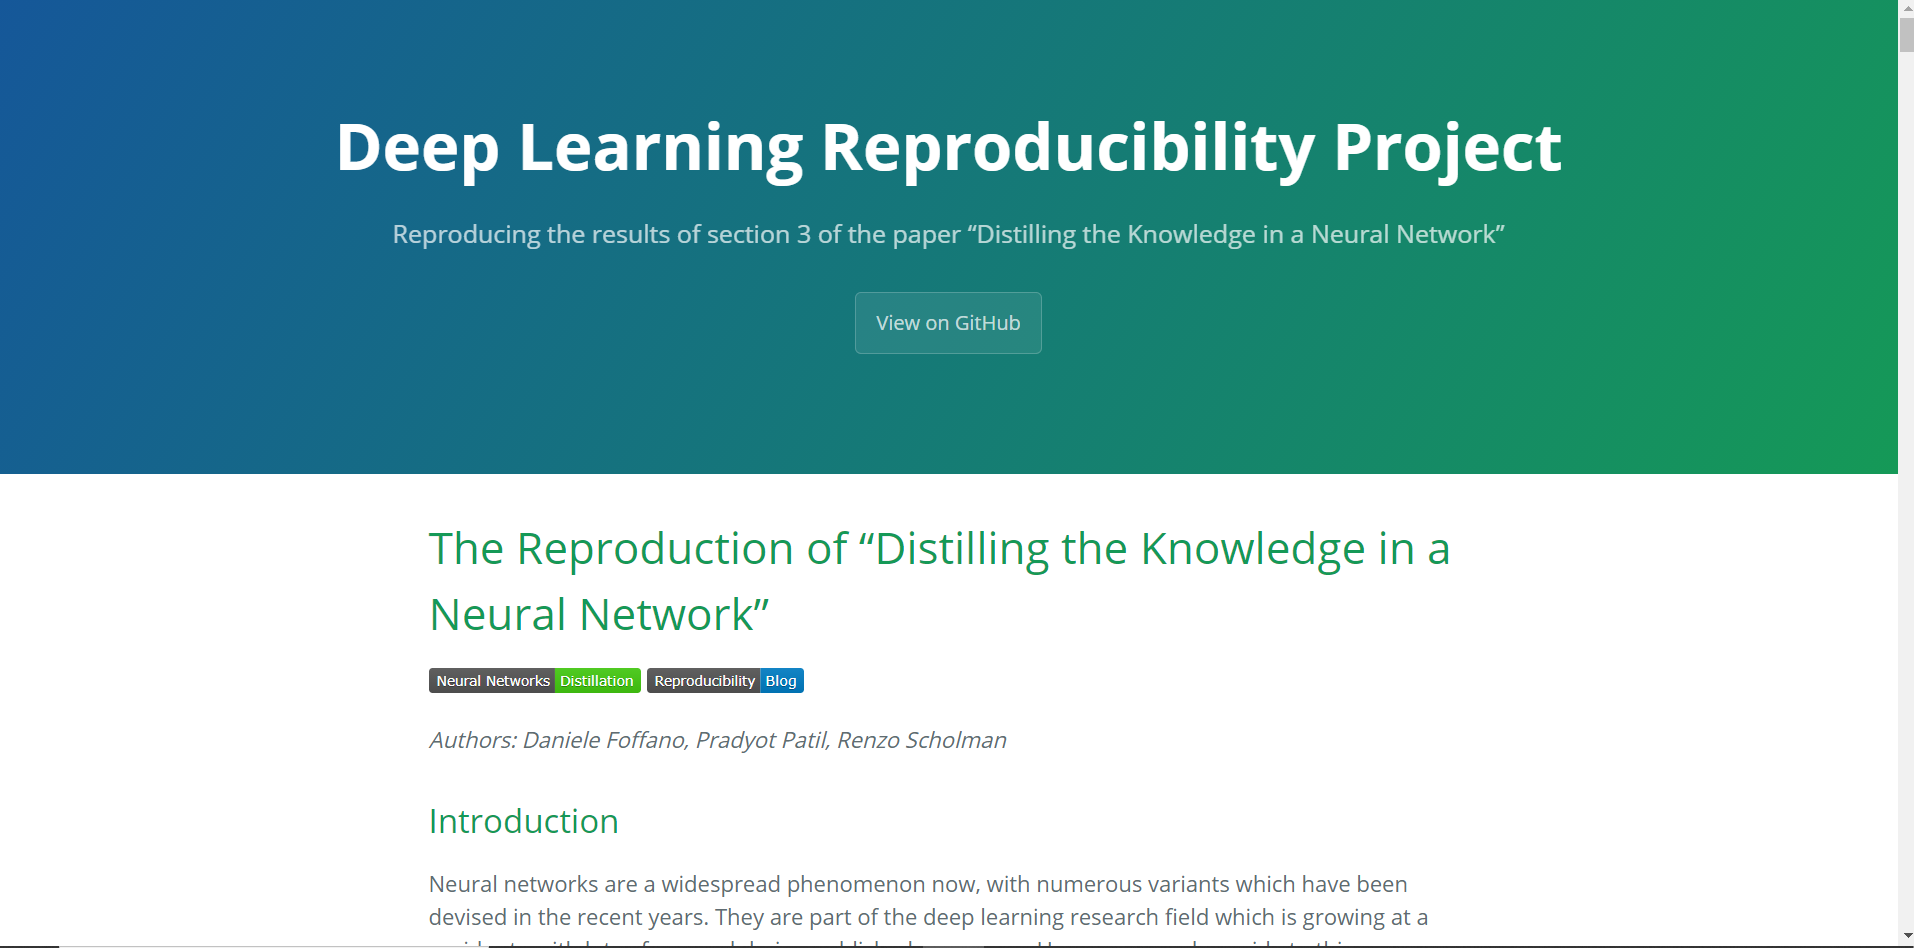 Deep Learning Reproducibility Project
Reproducing the results of section 3 of the paper “Distilling the Knowledge in a Neural Network”
View on GitHub
The Reproduction of “Distilling the Knowledge in a
Neural Network”
Neural Networks Distillation Reproducibility Blog
Authors: Daniele Foffano, Pradyot Patil, Renzo Scholman
Introduction
Neural networks are a widespread phenomenon now, with numerous variants which have been
devised in the recent years. They are part of the deep learning research field which is growing at a